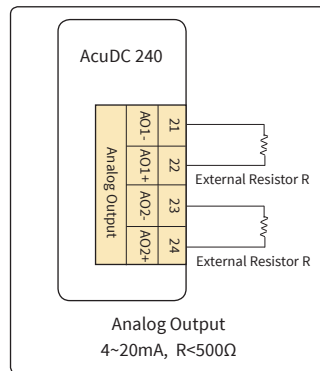 AcuDC 240
Analog Output
AO1- 21
AO1+ 22
External Resistor R
AO2- 23
AO2+ 24
External Resistor R
Analog Output
4~20mA, R<500Ω